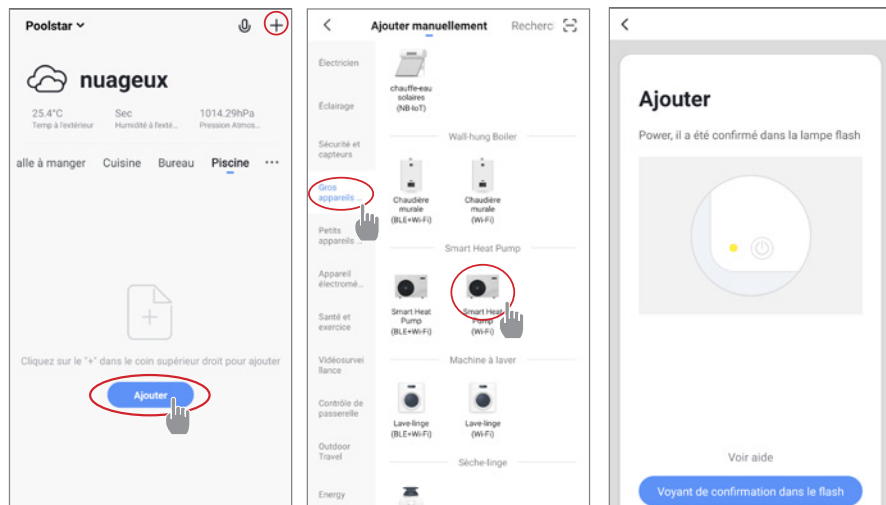 Poolstar
nuageux
25.4°C Sec 1014.29hPa
Temp à l'extérieur Humidité à l'exté... Pression Atmos...
alle à manger Cuisine Bureau Piscine ...
Cliquez sur le "+" dans le coin supérieur droit pour ajouter
Ajouter
Ajouter manuellement Recherc
Électricien
Éclairage
Sécurité et
capteurs
Gros
appareils ...
Petits
appareils ...
Appareil
électromé...
Santé et
exercice
Vidéosurvei
llance
Contrôle de
passerelle
Outdoor
Travel
Energy
chauffe-eau
solaires
(NB-IoT)
Wall-hung Boiler
Chaudière
murale
(BLE+Wi-Fi)
Chaudière
murale
(Wi-Fi)
Smart Heat Pump
Smart Heat
Pump
(BLE+Wi-Fi)
Smart Heat
Pump
(Wi-Fi)
Machine à laver
Lave-linge
(BLE+Wi-Fi)
Lave-linge
(Wi-Fi)
Sèche-linge
Ajouter
Power, il a été confirmé dans la lampe flash
Voir aide
Voyant de confirmation dans le flash